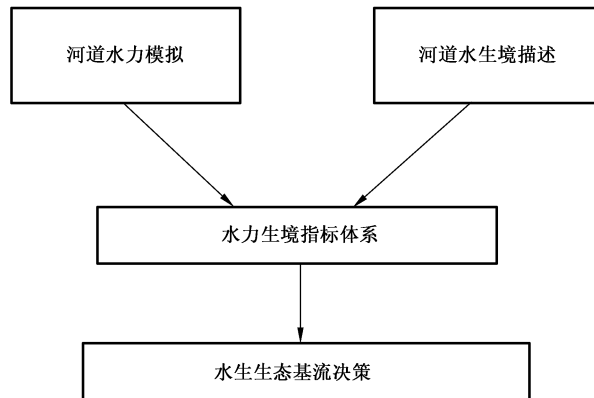 河道水力模拟
河道水生境描述
水力生境指标体系
水生生态基流决策